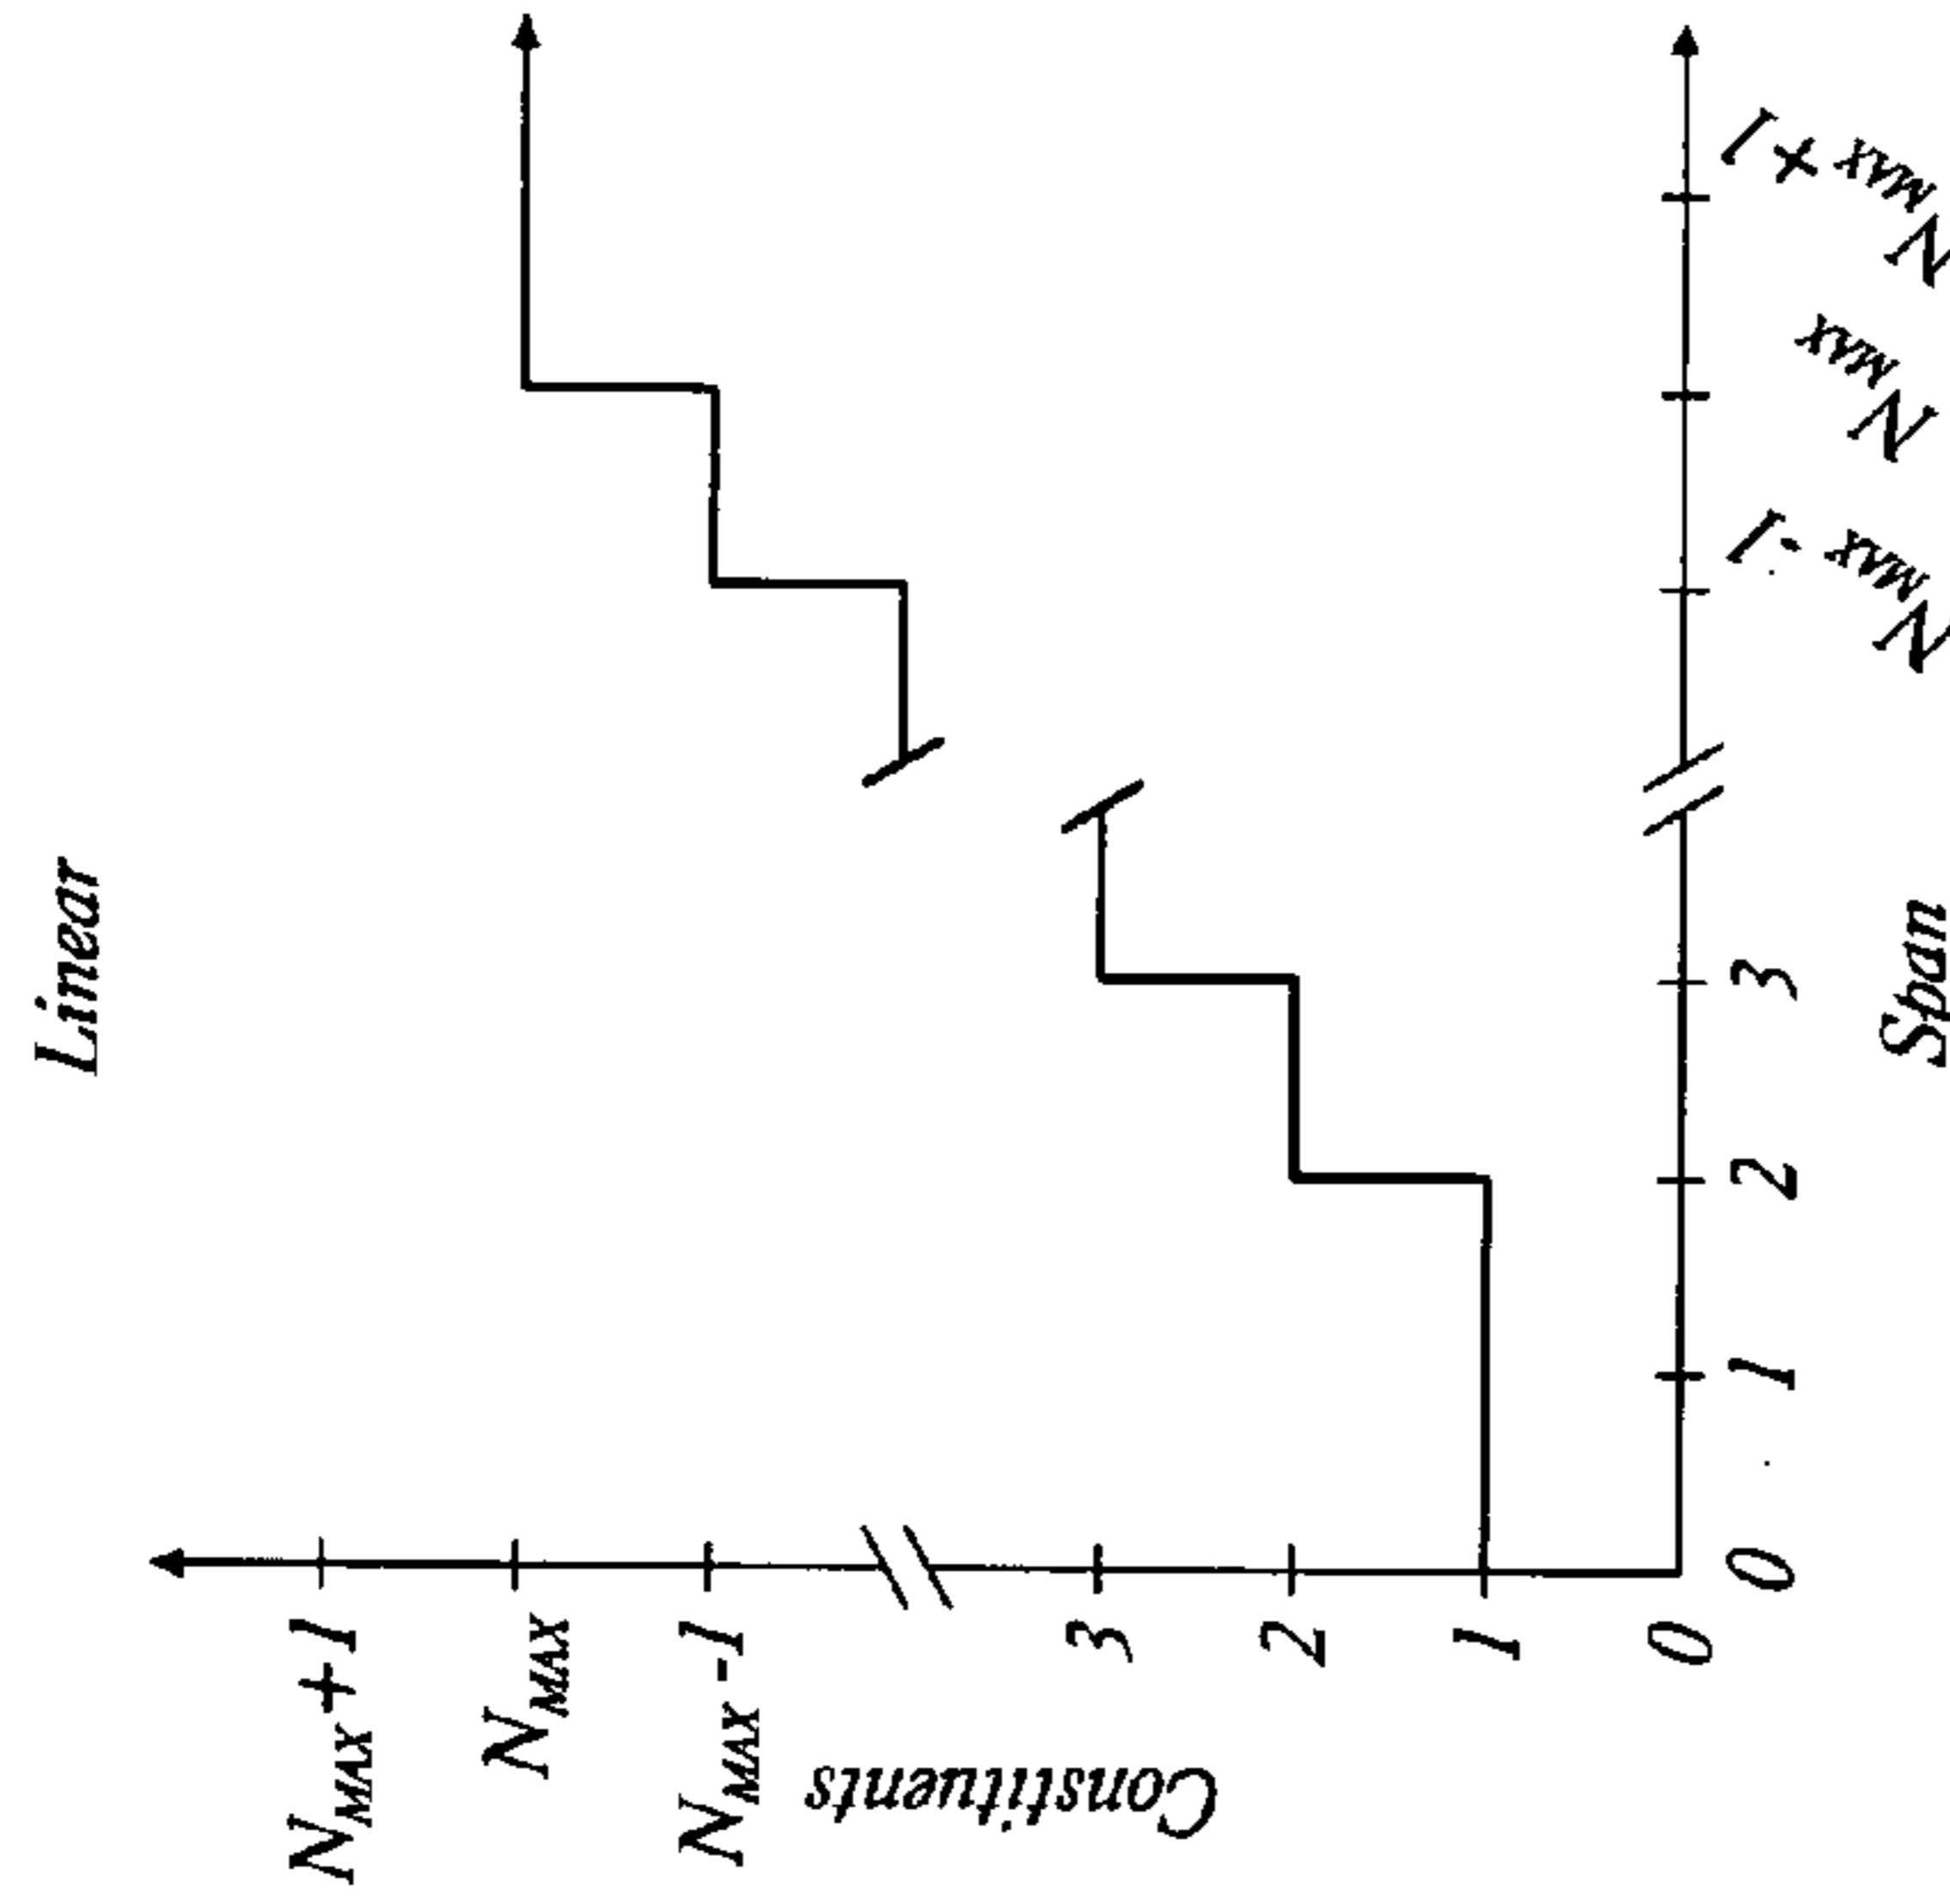 Linear
N_MAX + 1
N_MAX
N_MAX - 1
3
2
1
0
Constituents
0
1
2
3
N_MAX - 1
N_MAX
N_MAX + 1
Span